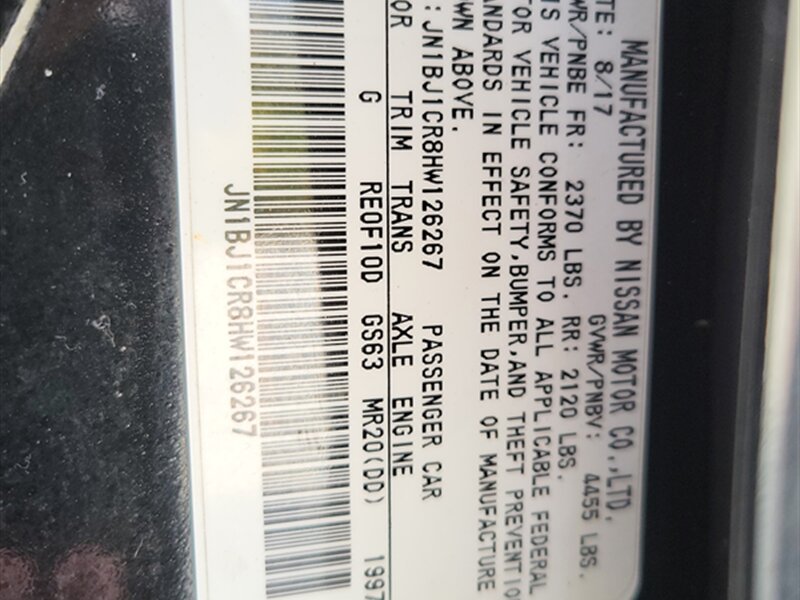 MANUFACTURED BY NISSAN MOTOR CO.,LTD.
TE: 8/17 GVWR/PNBV: 4455 LBS.
WR/PNBE FR: 2370 LBS. RR: 2120 LBS.
IS VEHICLE CONFORMS TO ALL APPLICABLE FEDERAL
TOR VEHICLE SAFETY,BUMPER,AND THEFT PREVENTIO
ANDARDS IN EFFECT ON THE DATE OF MANUFACTURE
OWN ABOVE.
: JN1BJ1CR8HW126267 PASSENGER CAR
OR TRIM TRANS AXLE ENGINE
G RE0F10D GS63 MR20(DD) 1997
JN1BJ1CR8HW126267